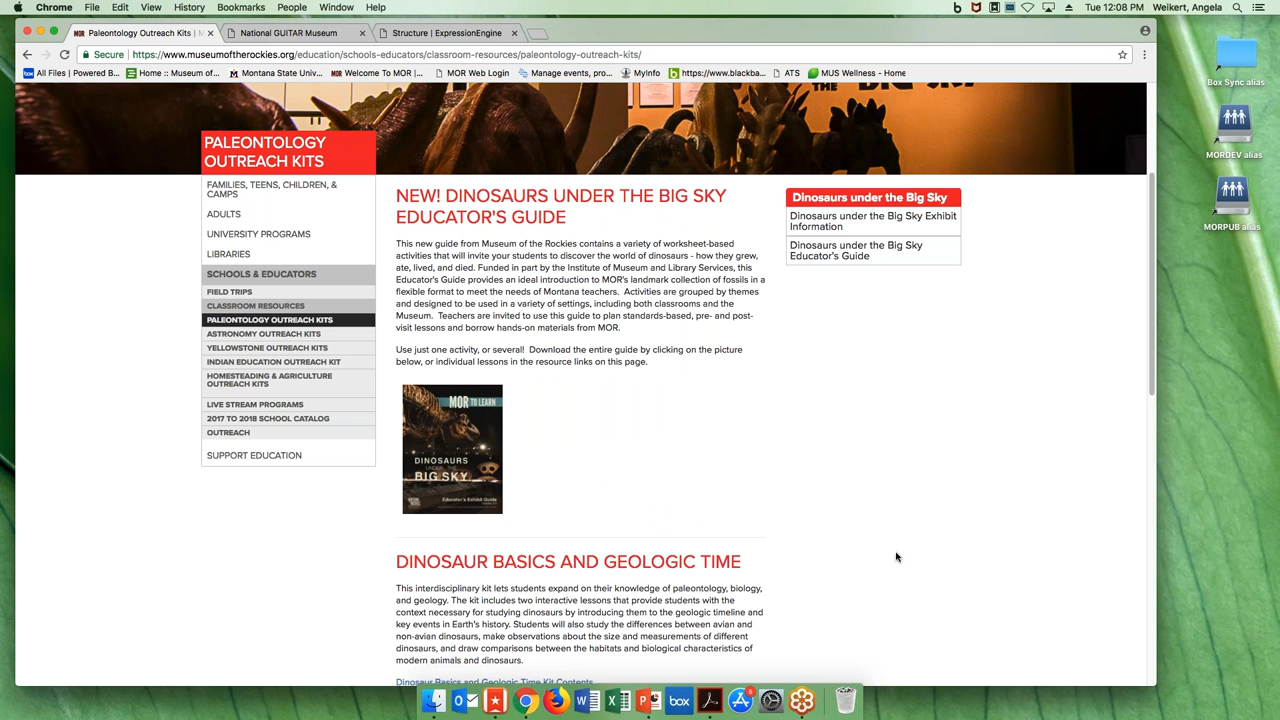 Chrome File Edit View History Bookmarks People Window Help
Tue 12:08 PM Weikert, Angela
MOR Paleontology Outreach Kits | M
National GUITAR Museum
Structure | ExpressionEngine
Secure | https://www.museumoftherockies.org/education/schools-educators/classroom-resources/paleontology-outreach-kits/
box All Files | Powered B...
Home :: Museum of...
Montana State Univ...
MOR Welcome To MOR |...
MOR Web Login
Manage events, pro...
MyInfo
https://www.blackba...
ATS
MUS Wellness - Home
Box Sync alias
MORDEV alias
MORPUB alias
PALEONTOLOGY
OUTREACH KITS
FAMILIES, TEENS, CHILDREN, &
CAMPS
ADULTS
UNIVERSITY PROGRAMS
LIBRARIES
SCHOOLS & EDUCATORS
FIELD TRIPS
CLASSROOM RESOURCES
PALEONTOLOGY OUTREACH KITS
ASTRONOMY OUTREACH KITS
YELLOWSTONE OUTREACH KITS
INDIAN EDUCATION OUTREACH KIT
HOMESTEADING & AGRICULTURE
OUTREACH KITS
LIVE STREAM PROGRAMS
2017 TO 2018 SCHOOL CATALOG
OUTREACH
SUPPORT EDUCATION
NEW! DINOSAURS UNDER THE BIG SKY
EDUCATOR'S GUIDE
This new guide from Museum of the Rockies contains a variety of worksheet-based
activities that will invite your students to discover the world of dinosaurs - how they grew,
ate, lived, and died. Funded in part by the Institute of Museum and Library Services, this
Educator's Guide provides an ideal introduction to MOR's landmark collection of fossils in a
flexible format to meet the needs of Montana teachers. Activities are grouped by themes
and designed to be used in a variety of settings, including both classrooms and the
Museum. Teachers are invited to use this guide to plan standards-based, pre- and post-
visit lessons and borrow hands-on materials from MOR.
Use just one activity, or several! Download the entire guide by clicking on the picture
below, or individual lessons in the resource links on this page.
MOR TO LEARN
DINOSAURS
UNDER THE
BIG SKY
Educator's Exhibit Guide
DINOSAUR BASICS AND GEOLOGIC TIME
This interdisciplinary kit lets students expand on their knowledge of paleontology, biology,
and geology. The kit includes two interactive lessons that provide students with the
context necessary for studying dinosaurs by introducing them to the geologic timeline and
key events in Earth's history. Students will also study the differences between avian and
non-avian dinosaurs, make observations about the size and measurements of different
dinosaurs, and draw comparisons between the habitats and biological characteristics of
modern animals and dinosaurs.
Dinosaur Basics and Geologic Time Kit Contents
Dinosaurs under the Big Sky
Dinosaurs under the Big Sky Exhibit
Information
Dinosaurs under the Big Sky
Educator's Guide
box
6